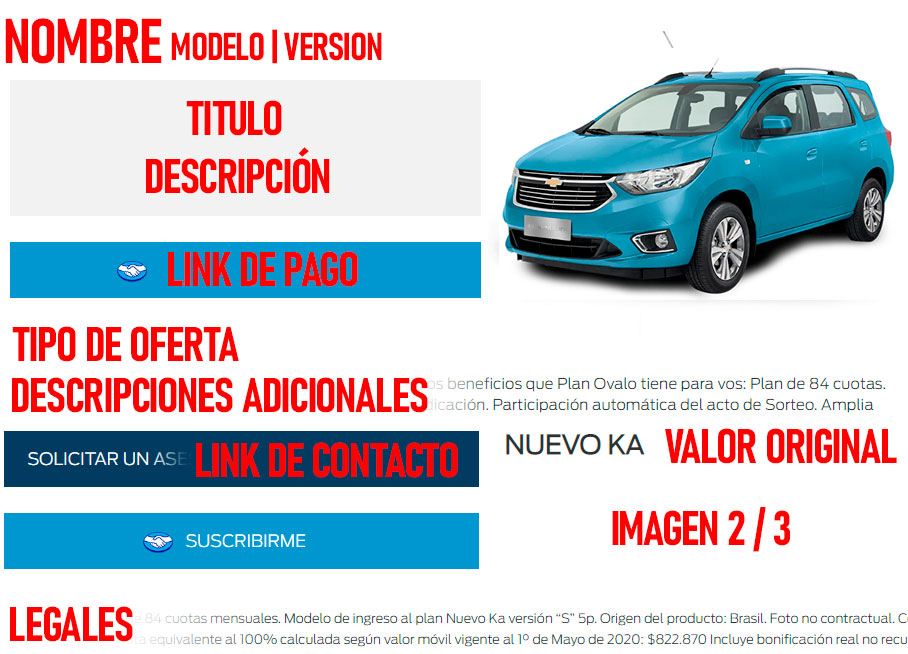 NOMBRE MODELO | VERSION
TITULO
DESCRIPCIÓN
LINK DE PAGO
TIPO DE OFERTA
DESCRIPCIONES ADICIONALES
os beneficios que Plan Ovalo tiene para vos: Plan de 84 cuotas.
dicación. Participación automática del acto de Sorteo. Amplia
SOLICITAR UN ASE LINK DE CONTACTO
NUEVO KA VALOR ORIGINAL
SUSCRIBIRME
IMAGEN 2 / 3
LEGALES
84 cuotas mensuales. Modelo de ingreso al plan Nuevo Ka versión “S” 5p. Origen del producto: Brasil. Foto no contractual. C
ta equivalente al 100% calculada según valor móvil vigente al 1º de Mayo de 2020: $822.870 Incluye bonificación real no recu